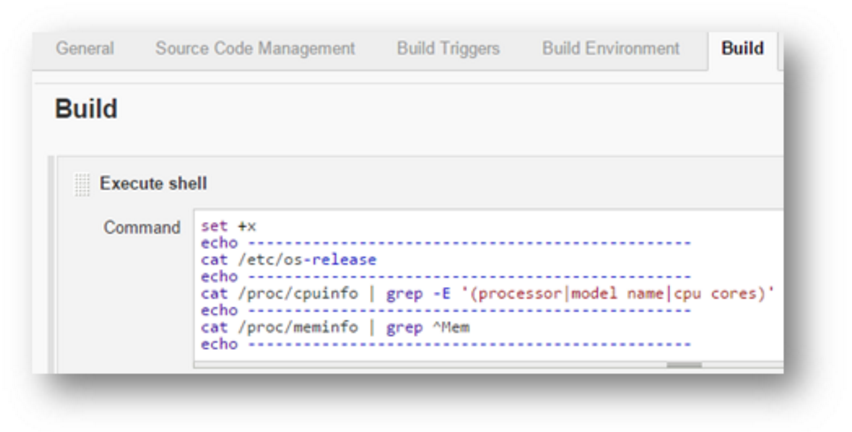 General Source Code Management Build Triggers Build Environment Build
Build
Execute shell
Command
set +x
echo ------------------------------------------------
cat /etc/os-release
echo ------------------------------------------------
cat /proc/cpuinfo | grep -E '(processor|model name|cpu cores)'
echo ------------------------------------------------
cat /proc/meminfo | grep ^Mem
echo ------------------------------------------------